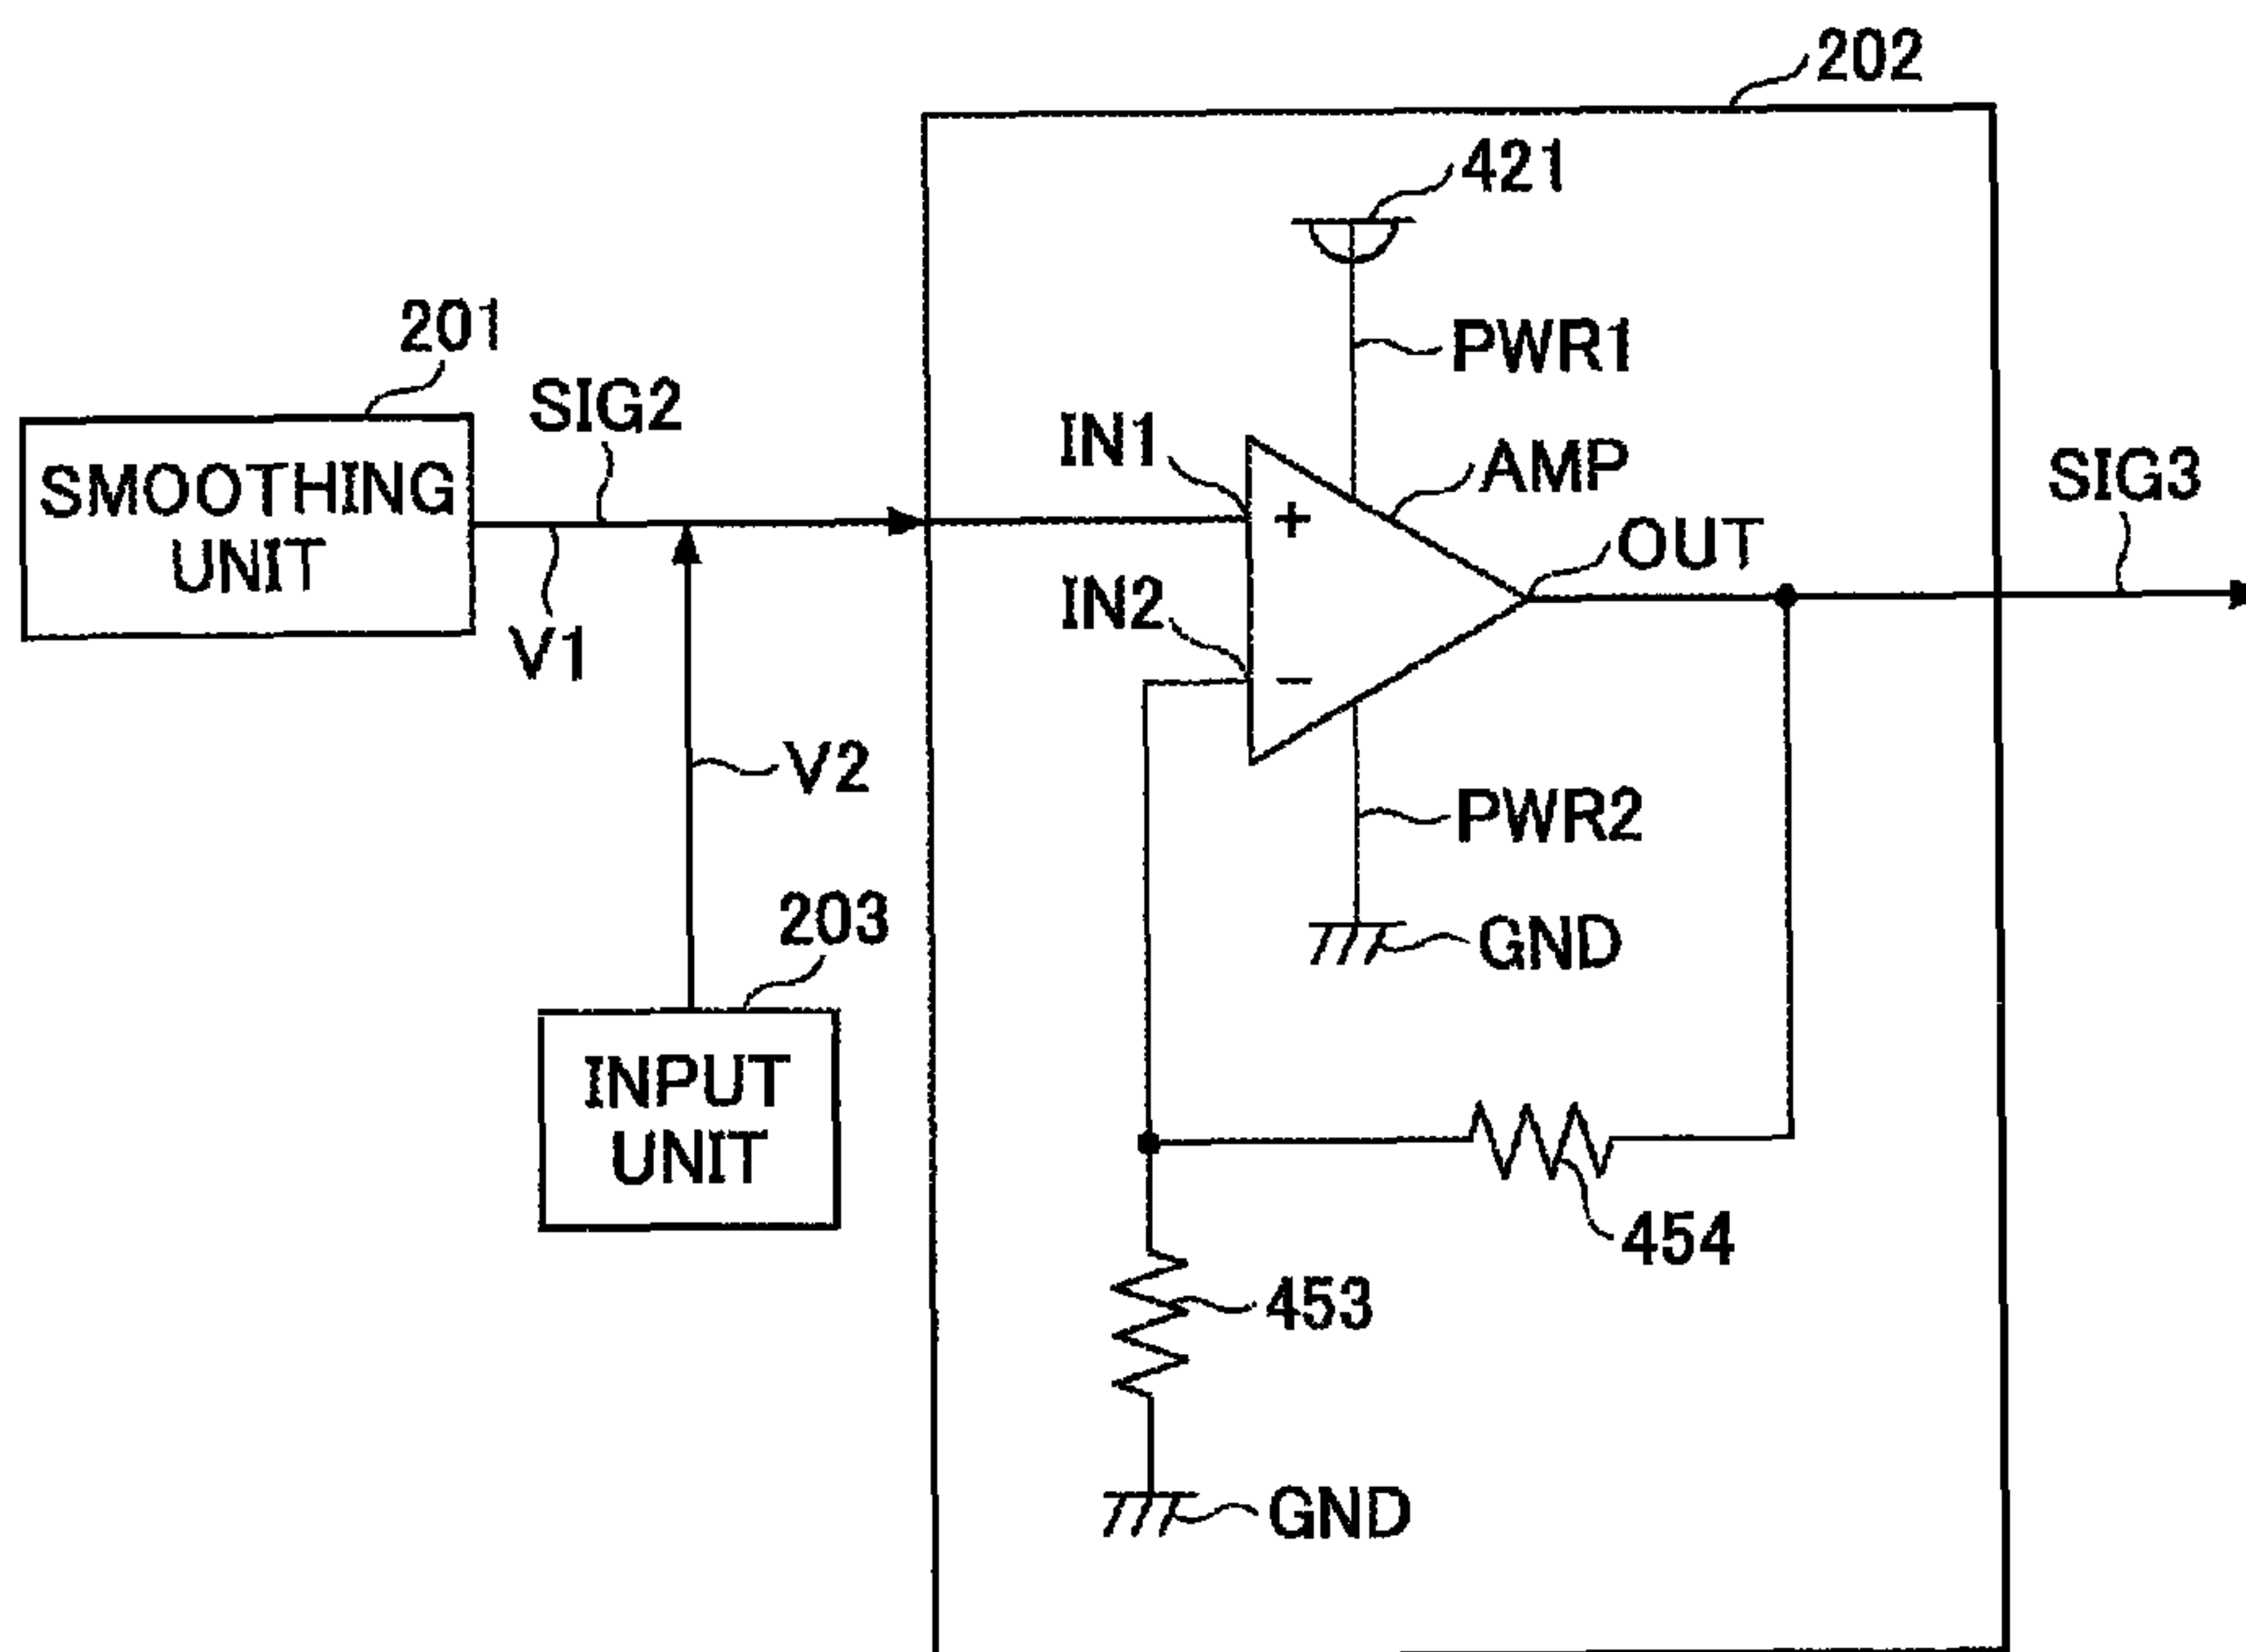 202
421
201
PWR1
SIG2
IN1
AMP
SIG3
SMOOTHING
UNIT
+
OUT
IN2
V1
−
V2
PWR2
203
GND
INPUT
UNIT
454
453
GND